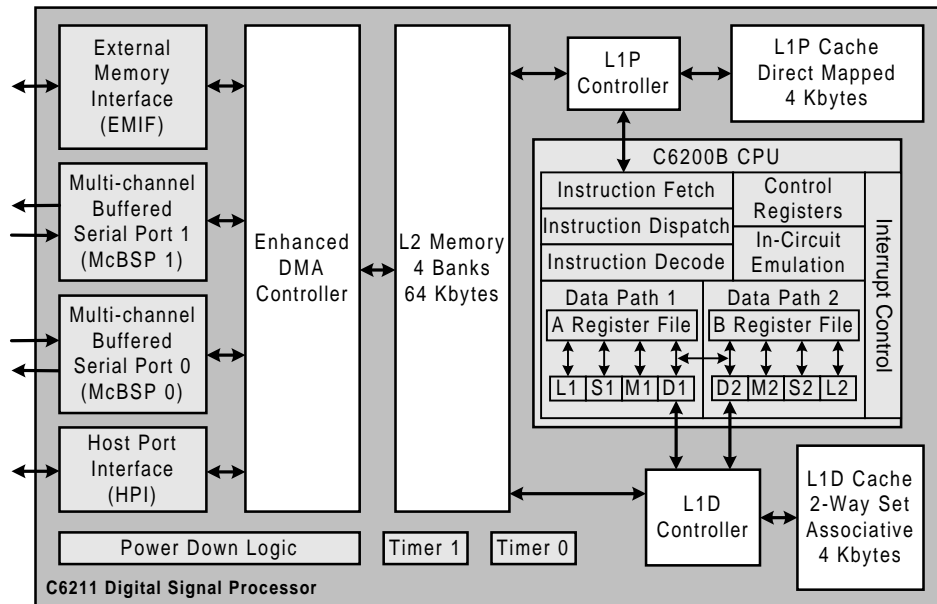 External
Memory
Interface
(EMIF)
Multi-channel
Buffered
Serial Port 1
(McBSP 1)
Multi-channel
Buffered
Serial Port 0
(McBSP 0)
Host Port
Interface
(HPI)
Enhanced
DMA
Controller
L2 Memory
4 Banks
64 Kbytes
L1P
Controller
L1P Cache
Direct Mapped
4 Kbytes
C6200B CPU
Instruction Fetch
Instruction Dispatch
Instruction Decode
Control
Registers
In-Circuit
Emulation
Interrupt Control
Data Path 1
A Register File
L1 S1 M1 D1
Data Path 2
B Register File
D2 M2 S2 L2
L1D
Controller
L1D Cache
2-Way Set
Associative
4 Kbytes
Power Down Logic
Timer 1
Timer 0
C6211 Digital Signal Processor